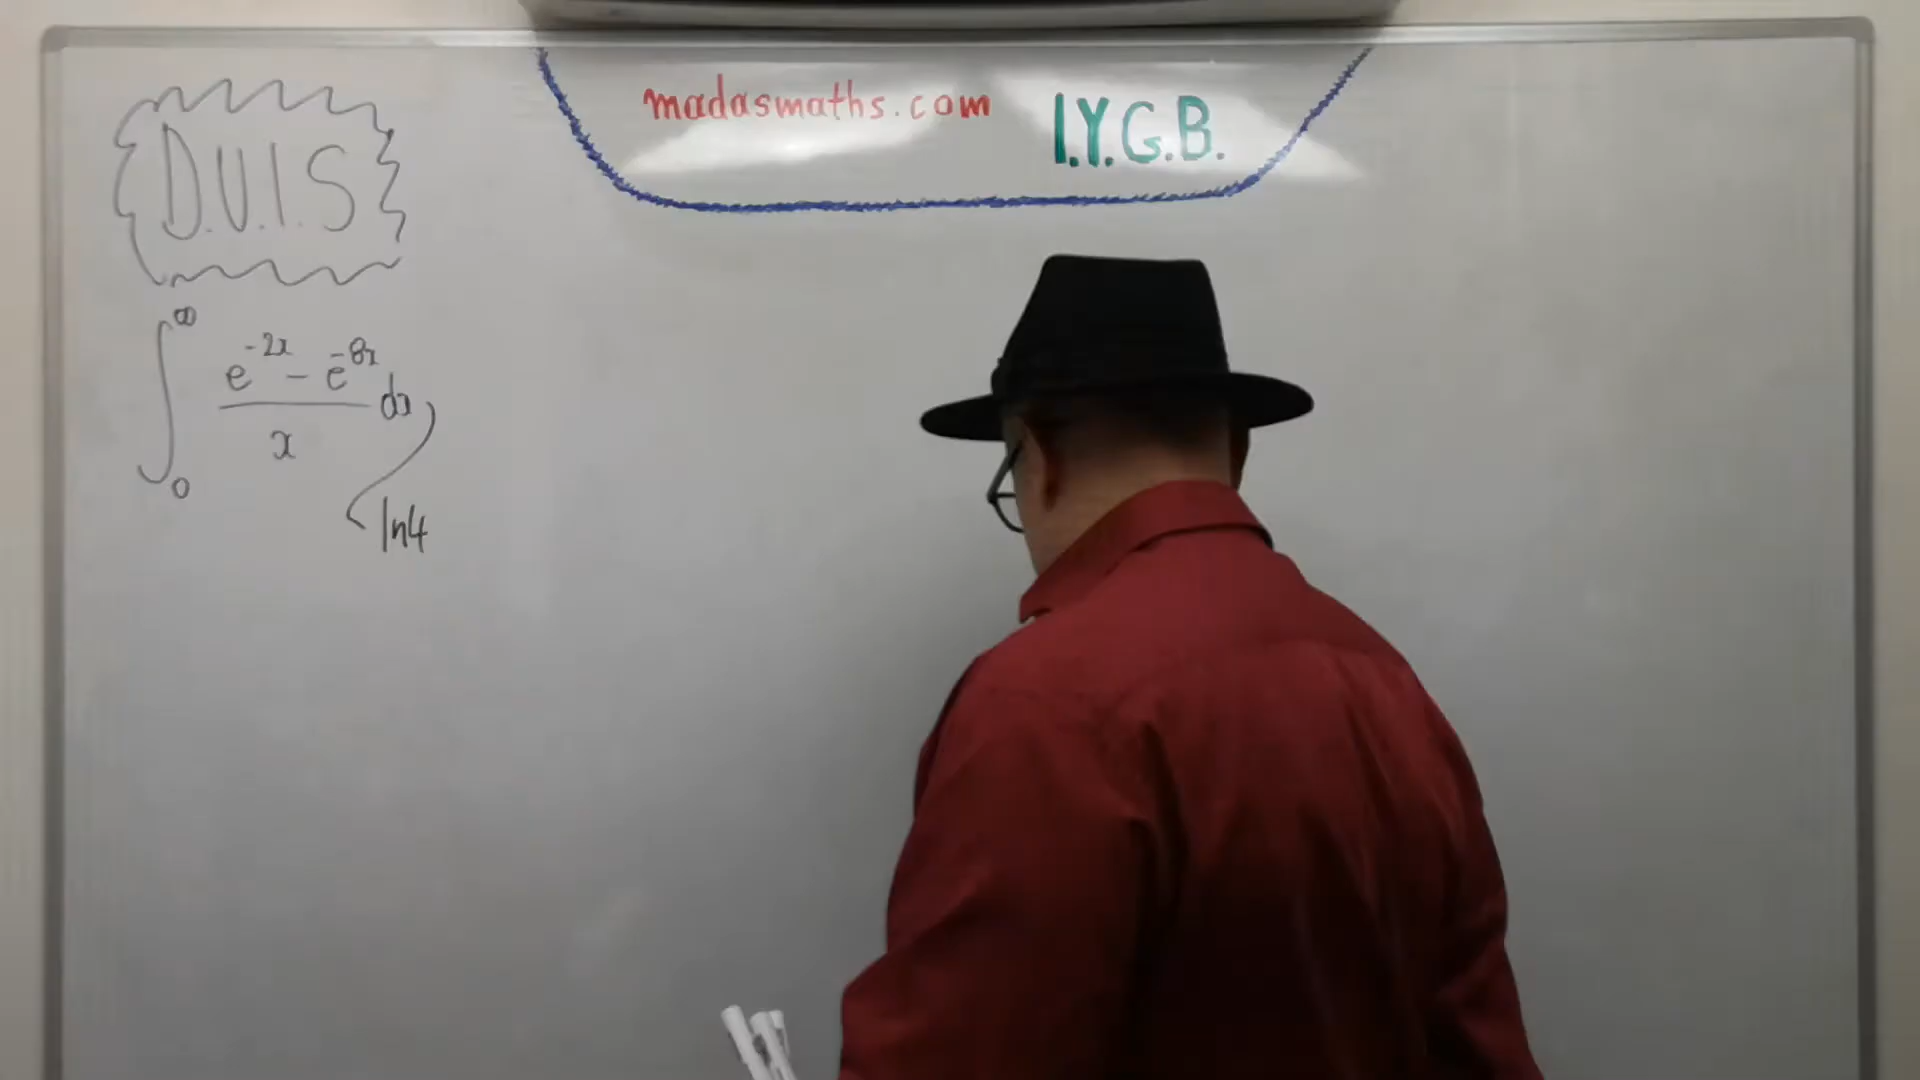 madasmaths.com I.Y.G.B.
D.U.I.S
∫₀^∞ (e^{-2x} - e^{-8x})/x dx
ln4